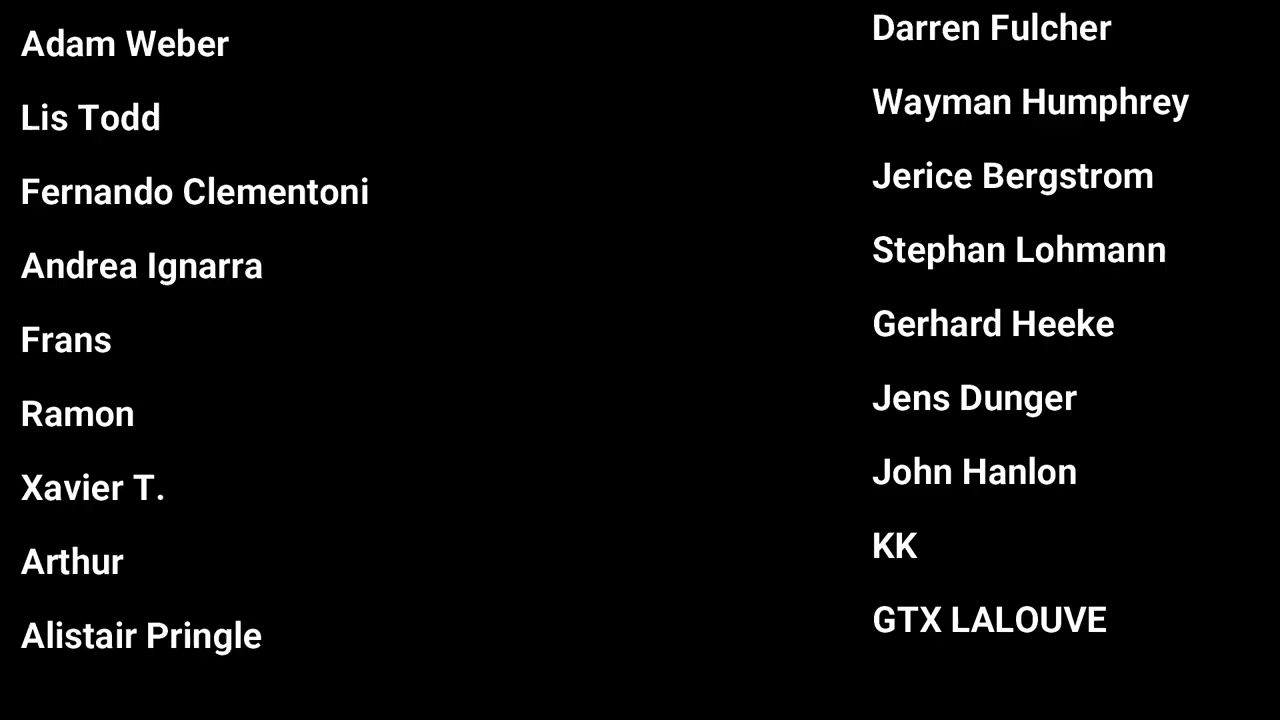 Adam Weber
Lis Todd
Fernando Clementoni
Andrea Ignarra
Frans
Ramon
Xavier T.
Arthur
Alistair Pringle
Darren Fulcher
Wayman Humphrey
Jerice Bergstrom
Stephan Lohmann
Gerhard Heeke
Jens Dunger
John Hanlon
KK
GTX LALOUVE